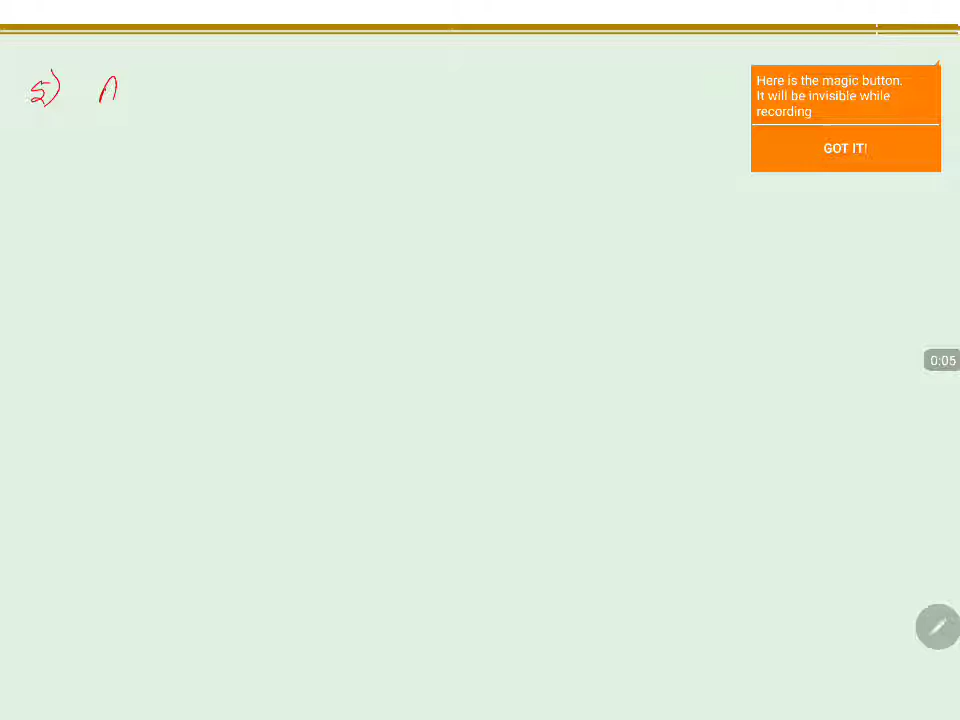 5)
Here is the magic button.
It will be invisible while
recording
GOT IT!
0:05